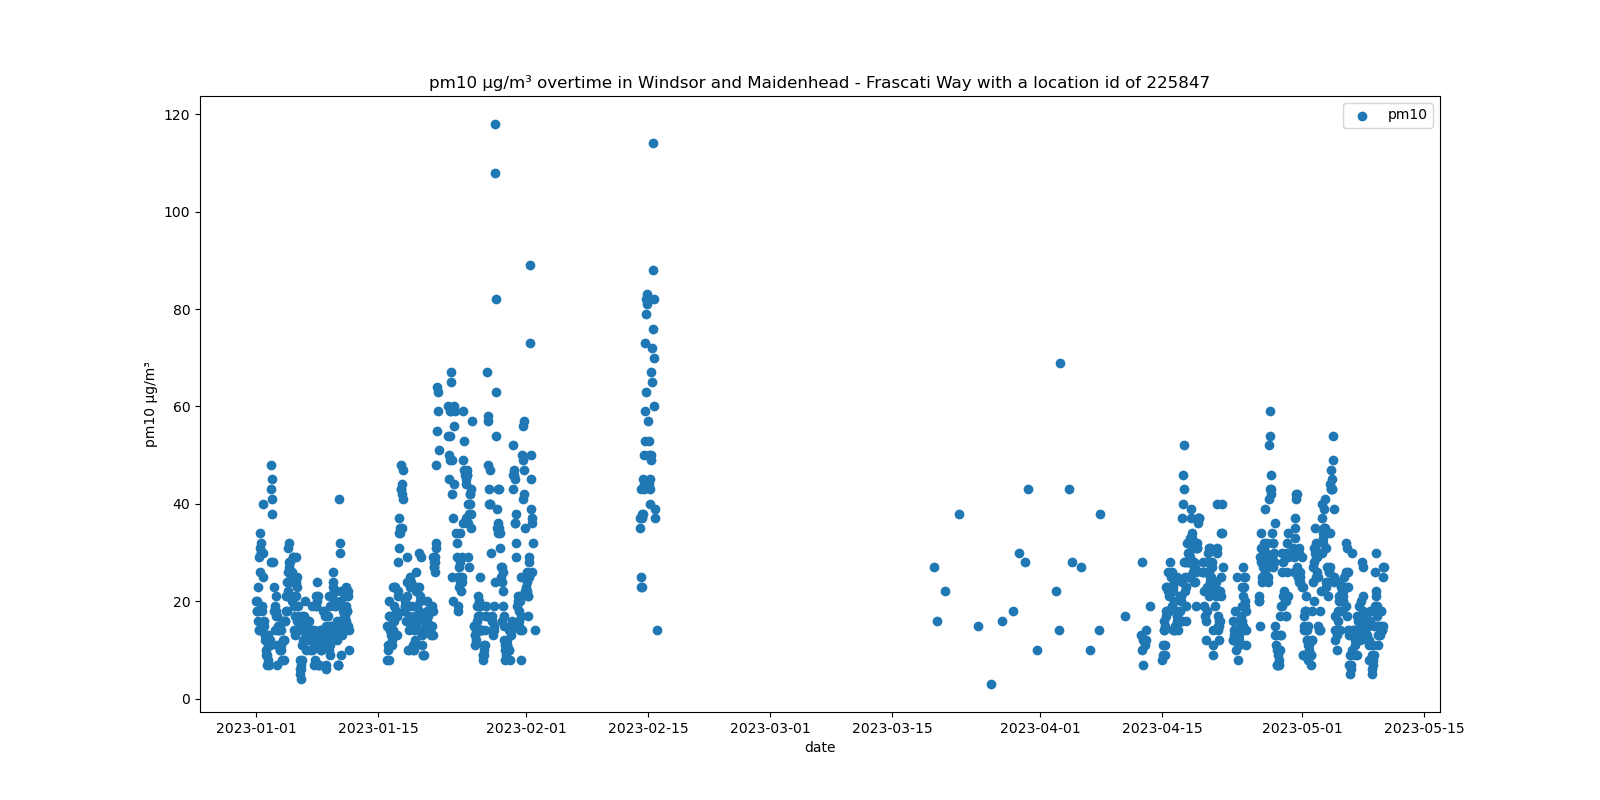 pm10 µg/m³ overtime in Windsor and Maidenhead - Frascati Way with a location id of 225847
pm10
120
100
80
60
40
20
0
pm10 µg/m³
2023-01-01 2023-01-15 2023-02-01 2023-02-15 2023-03-01 2023-03-15 2023-04-01 2023-04-15 2023-05-01 2023-05-15
date